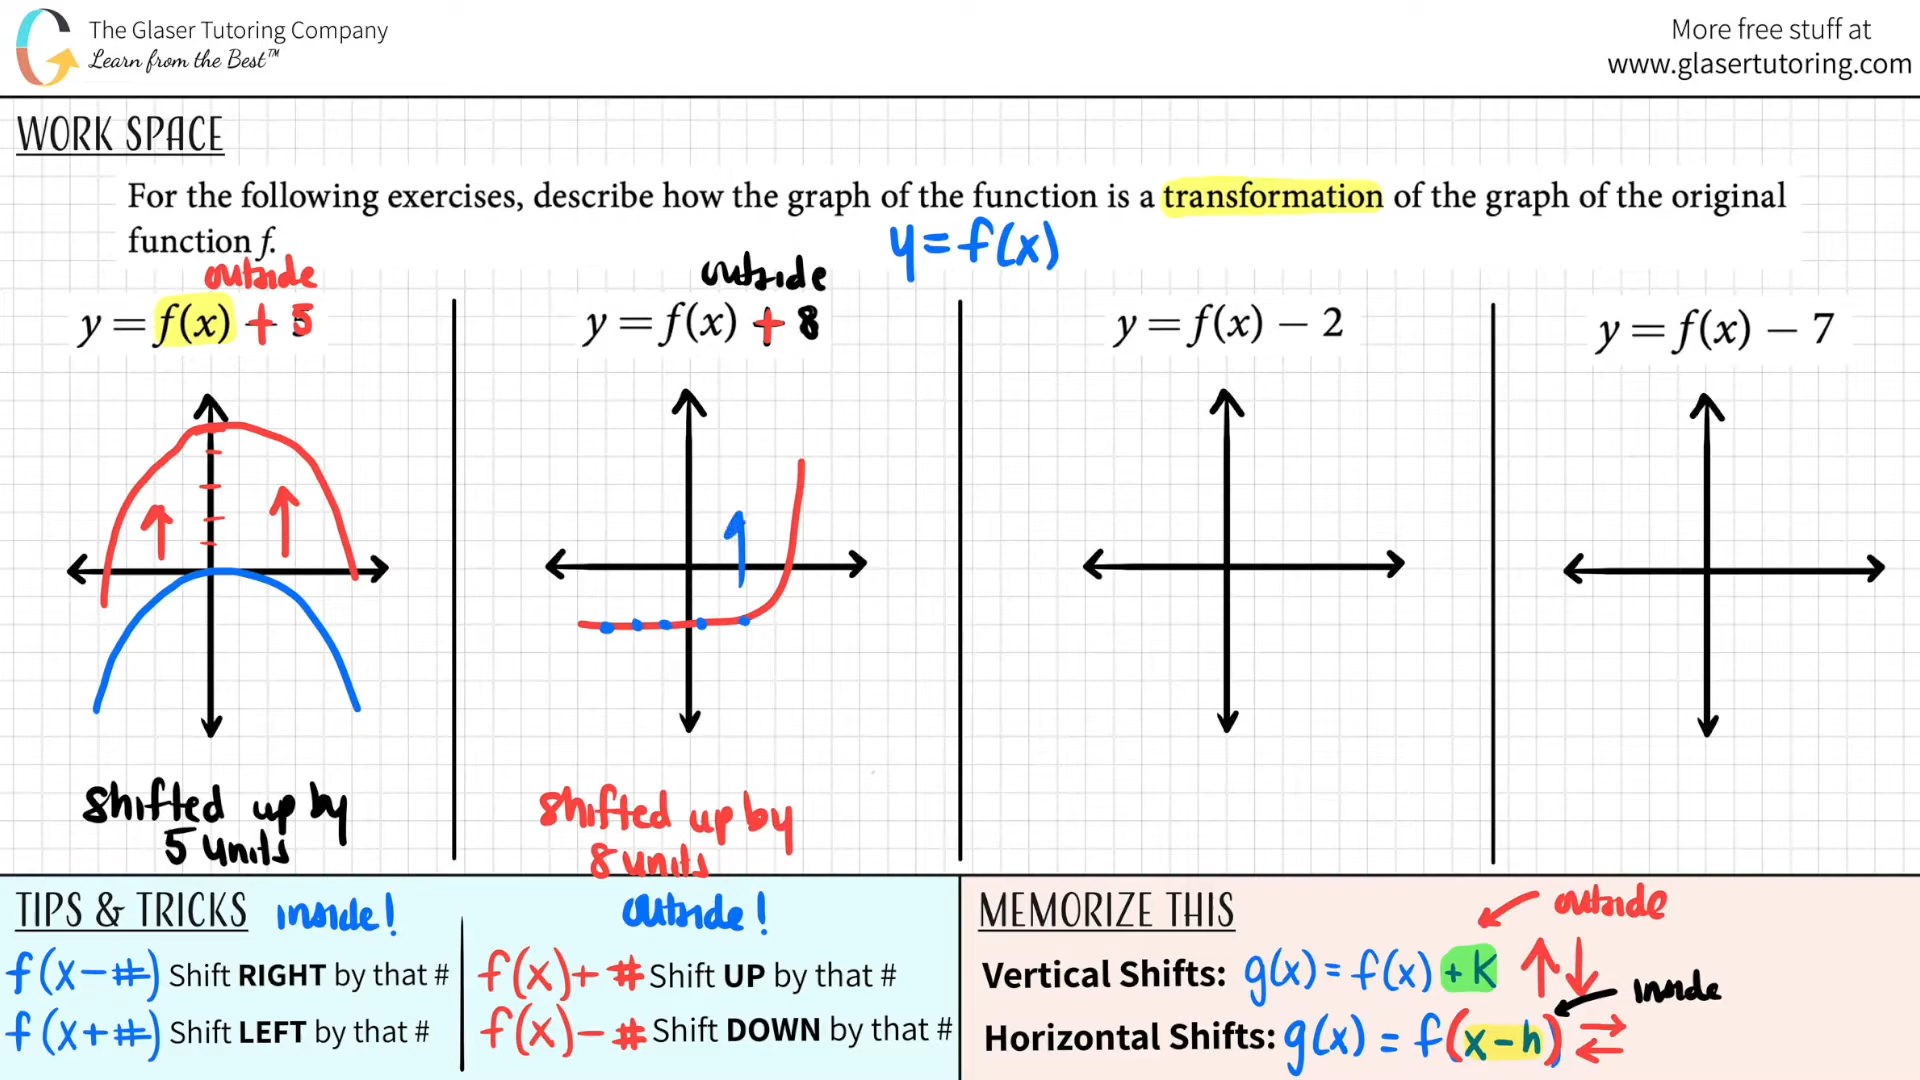 The Glaser Tutoring Company
Learn from the Best™
More free stuff at
www.glasertutoring.com
WORK SPACE
For the following exercises, describe how the graph of the function is a transformation of the graph of the original
function f.
y = f(x)
outside
y = f(x) + 5
outside
y = f(x) + 8
y = f(x) − 2
y = f(x) − 7
shifted up by
5 units
shifted up by
8 units
TIPS & TRICKS inside!
f(x-#) Shift RIGHT by that #
f(x+#) Shift LEFT by that #
outside!
f(x)+ # Shift UP by that #
f(x)- # Shift DOWN by that #
MEMORIZE THIS
outside
Vertical Shifts: g(x) = f(x) + K
inside
Horizontal Shifts: g(x) = f(x-h)